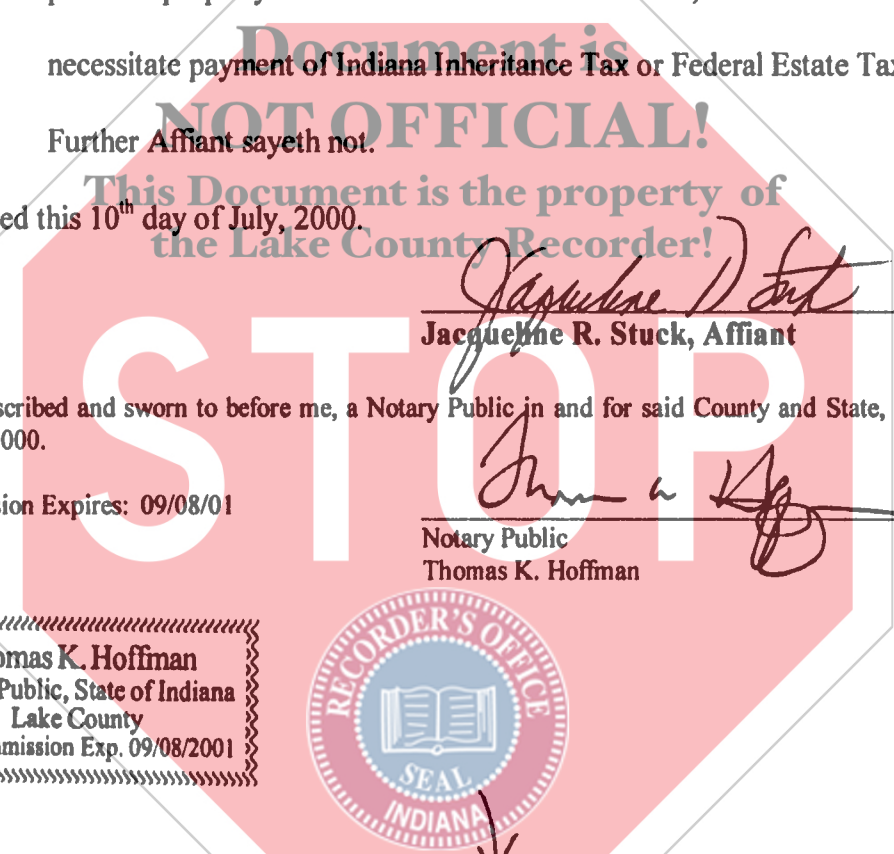 necessitate payment of Indiana Inheritance Tax or Federal Estate Tax
Document is
NOT OFFICIAL!
This Document is the property of
the Lake County Recorder!
Further Affiant sayeth not.
ed this 10th day of July, 2000.
Jacqueline R. Stuck, Affiant
scribed and sworn to before me, a Notary Public in and for said County and State,
000.
STOP
sion Expires: 09/08/01
Notary Public
Thomas K. Hoffman
omas K. Hoffman
Public, State of Indiana
Lake County
mmission Exp. 09/08/2001
RECORDER'S OFFICE
SEAL
INDIANA